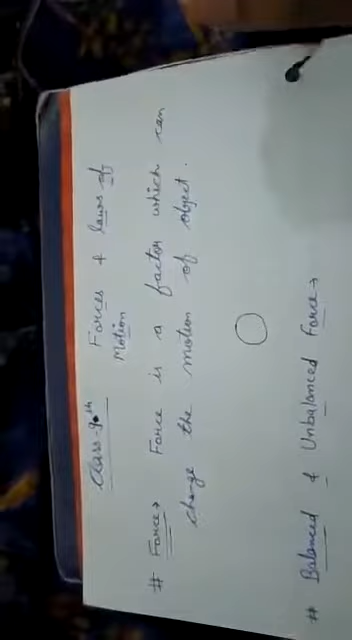 Class-9th Forces & laws of
Motion
# Force→ Force is a factor which can
change the motion of object.
# Balanced & Unbalanced Force→